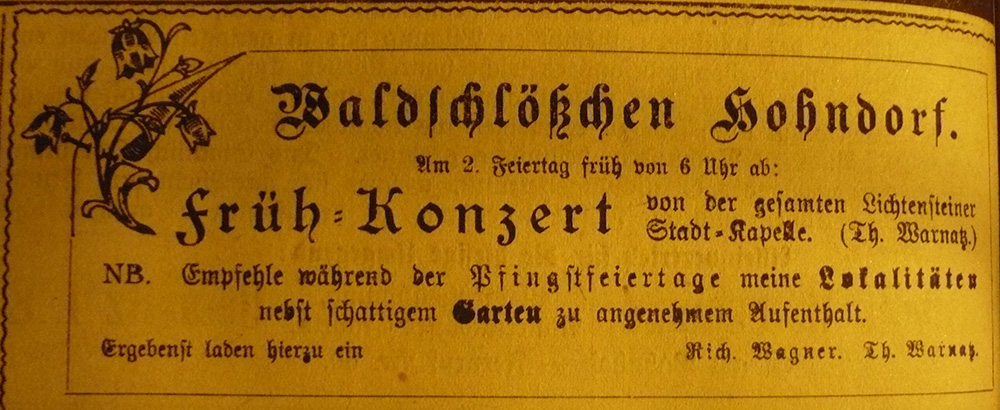 Waldschlößchen Hohndorf.
Am 2. Feiertag früh von 6 Uhr ab:
Früh-Konzert von der gesamten Lichtensteiner
Stadt-Kapelle. (Th. Warnatz.)
NB. Empfehle während der Pfingstfeiertage meine Lokalitäten
nebst schattigem Garten zu angenehmem Aufenthalt.
Ergebenst laden hierzu ein Rich. Wagner. Th. Warnatz.